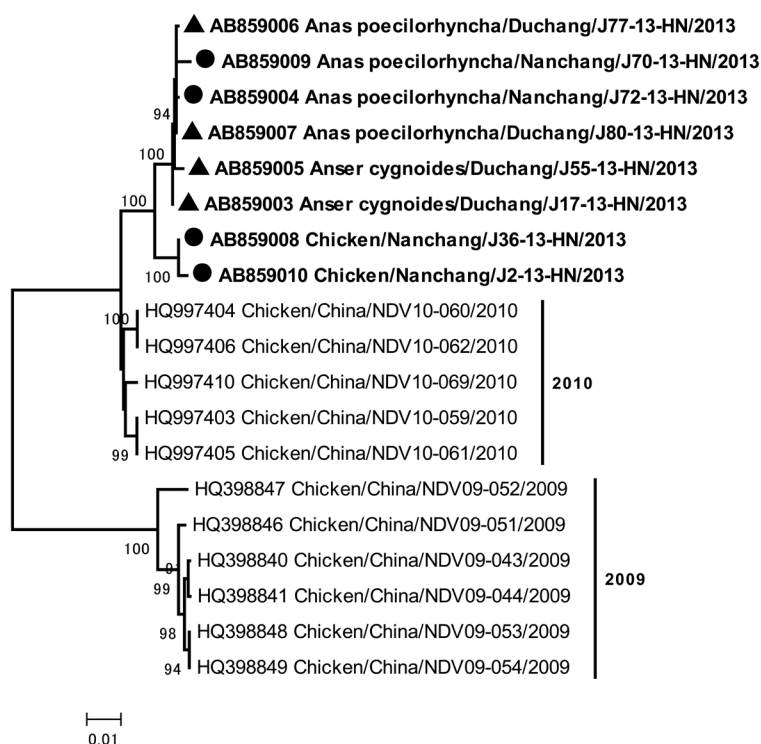 AB859006 Anas poecilorhyncha/Duchang/J77-13-HN/2013
AB859009 Anas poecilorhyncha/Nanchang/J70-13-HN/2013
AB859004 Anas poecilorhyncha/Nanchang/J72-13-HN/2013
94
AB859007 Anas poecilorhyncha/Duchang/J80-13-HN/2013
100
AB859005 Anser cygnoides/Duchang/J55-13-HN/2013
100
AB859003 Anser cygnoides/Duchang/J17-13-HN/2013
AB859008 Chicken/Nanchang/J36-13-HN/2013
100
AB859010 Chicken/Nanchang/J2-13-HN/2013
HQ997404 Chicken/China/NDV10-060/2010
100
HQ997406 Chicken/China/NDV10-062/2010
HQ997410 Chicken/China/NDV10-069/2010
2010
HQ997403 Chicken/China/NDV10-059/2010
HQ997405 Chicken/China/NDV10-061/2010
99
HQ398847 Chicken/China/NDV09-052/2009
HQ398846 Chicken/China/NDV09-051/2009
100
HQ398840 Chicken/China/NDV09-043/2009
2009
99
HQ398841 Chicken/China/NDV09-044/2009
98
HQ398848 Chicken/China/NDV09-053/2009
94
HQ398849 Chicken/China/NDV09-054/2009
0.01